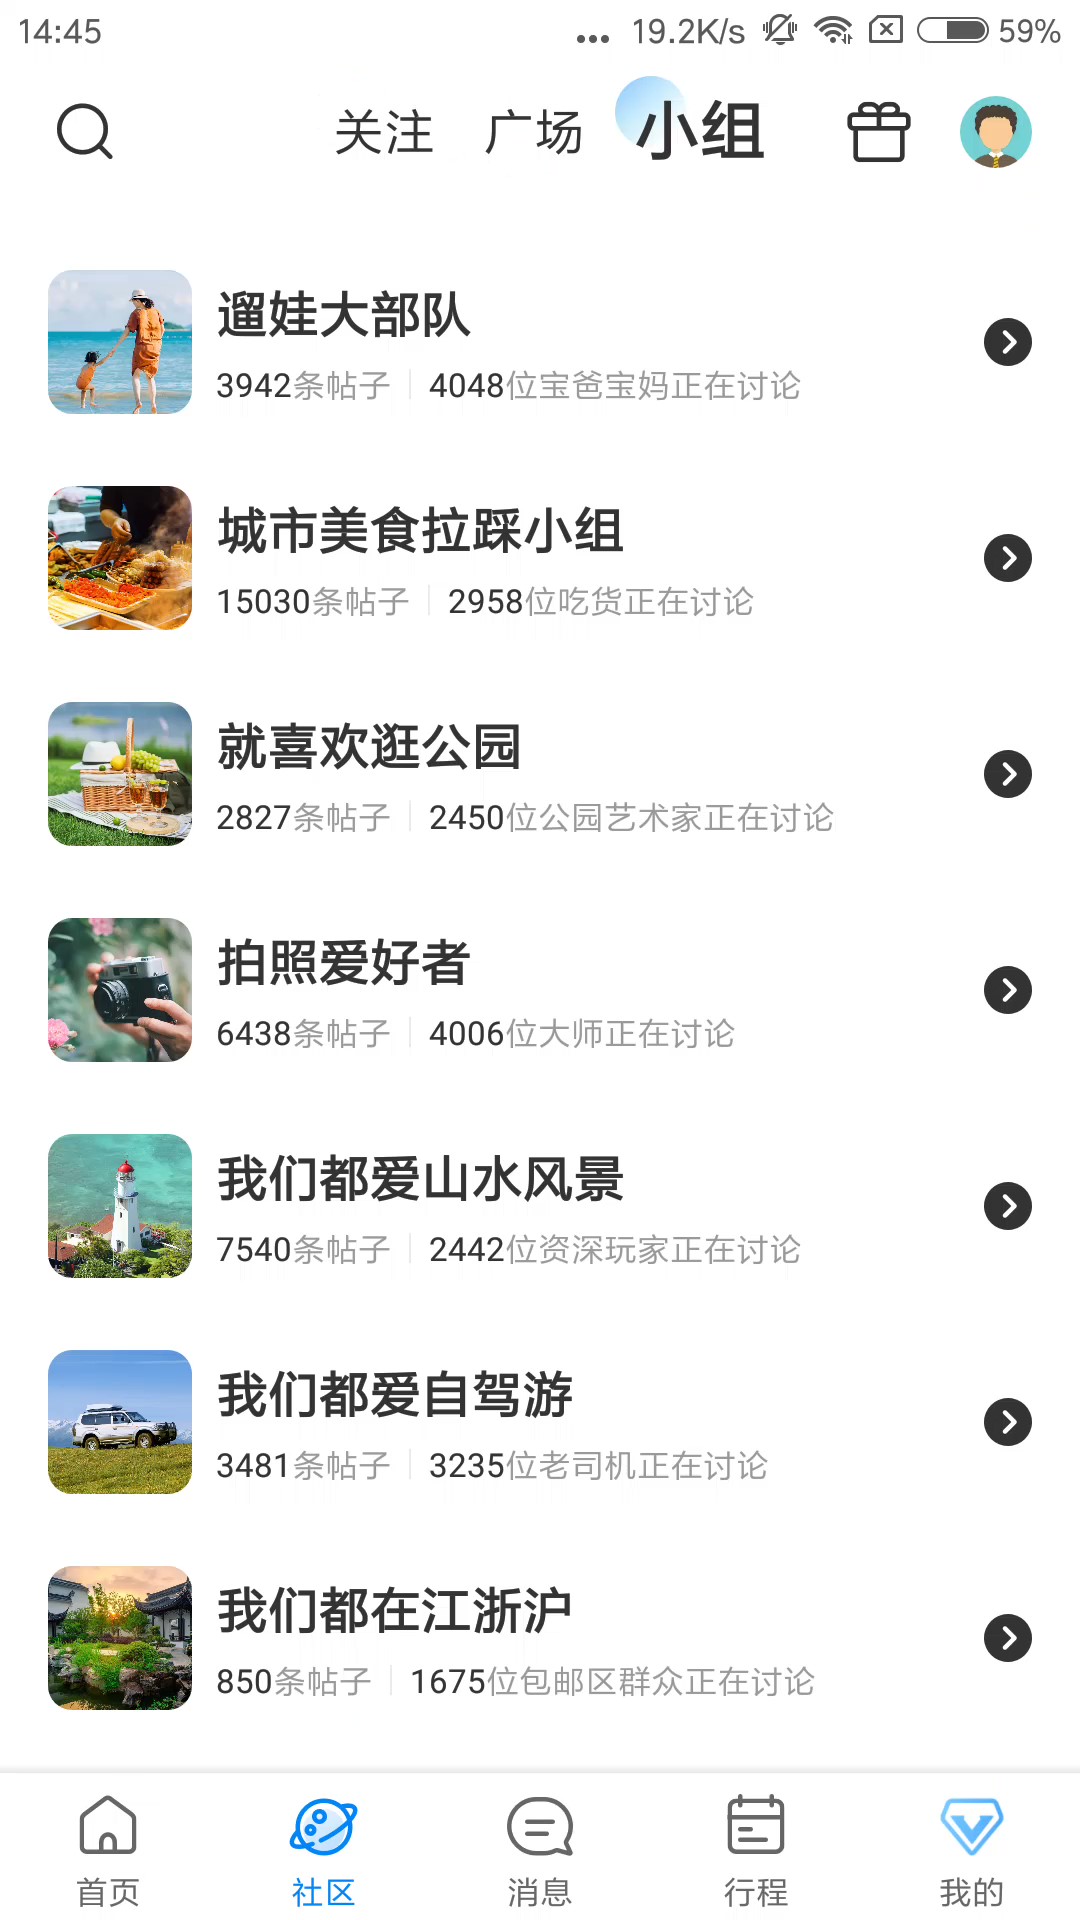 14:45 ... 19.2K/s 59%
关注 广场 小组
遛娃大部队
3942条帖子 4048位宝爸宝妈正在讨论
城市美食拉踩小组
15030条帖子 2958位吃货正在讨论
就喜欢逛公园
2827条帖子 2450位公园艺术家正在讨论
拍照爱好者
6438条帖子 4006位大师正在讨论
我们都爱山水风景
7540条帖子 2442位资深玩家正在讨论
我们都爱自驾游
3481条帖子 3235位老司机正在讨论
我们都在江浙沪
850条帖子 1675位包邮区群众正在讨论
首页 社区 消息 行程 我的